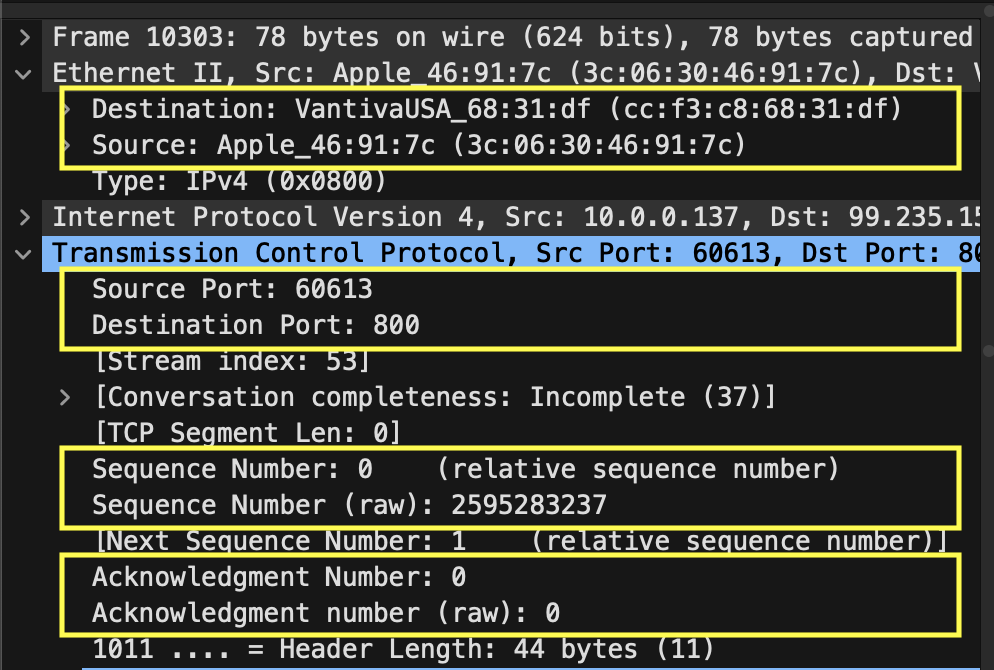 Frame 10303: 78 bytes on wire (624 bits), 78 bytes captured
Ethernet II, Src: Apple_46:91:7c (3c:06:30:46:91:7c), Dst:
Destination: VantivaUSA_68:31:df (cc:f3:c8:68:31:df)
Source: Apple_46:91:7c (3c:06:30:46:91:7c)
Type: IPv4 (0x0800)
Internet Protocol Version 4, Src: 10.0.0.137, Dst: 99.235.15
Transmission Control Protocol, Src Port: 60613, Dst Port: 80
Source Port: 60613
Destination Port: 800
[Stream index: 53]
[Conversation completeness: Incomplete (37)]
[TCP Segment Len: 0]
Sequence Number: 0    (relative sequence number)
Sequence Number (raw): 2595283237
[Next Sequence Number: 1    (relative sequence number)]
Acknowledgment Number: 0
Acknowledgment number (raw): 0
1011 .... = Header Length: 44 bytes (11)